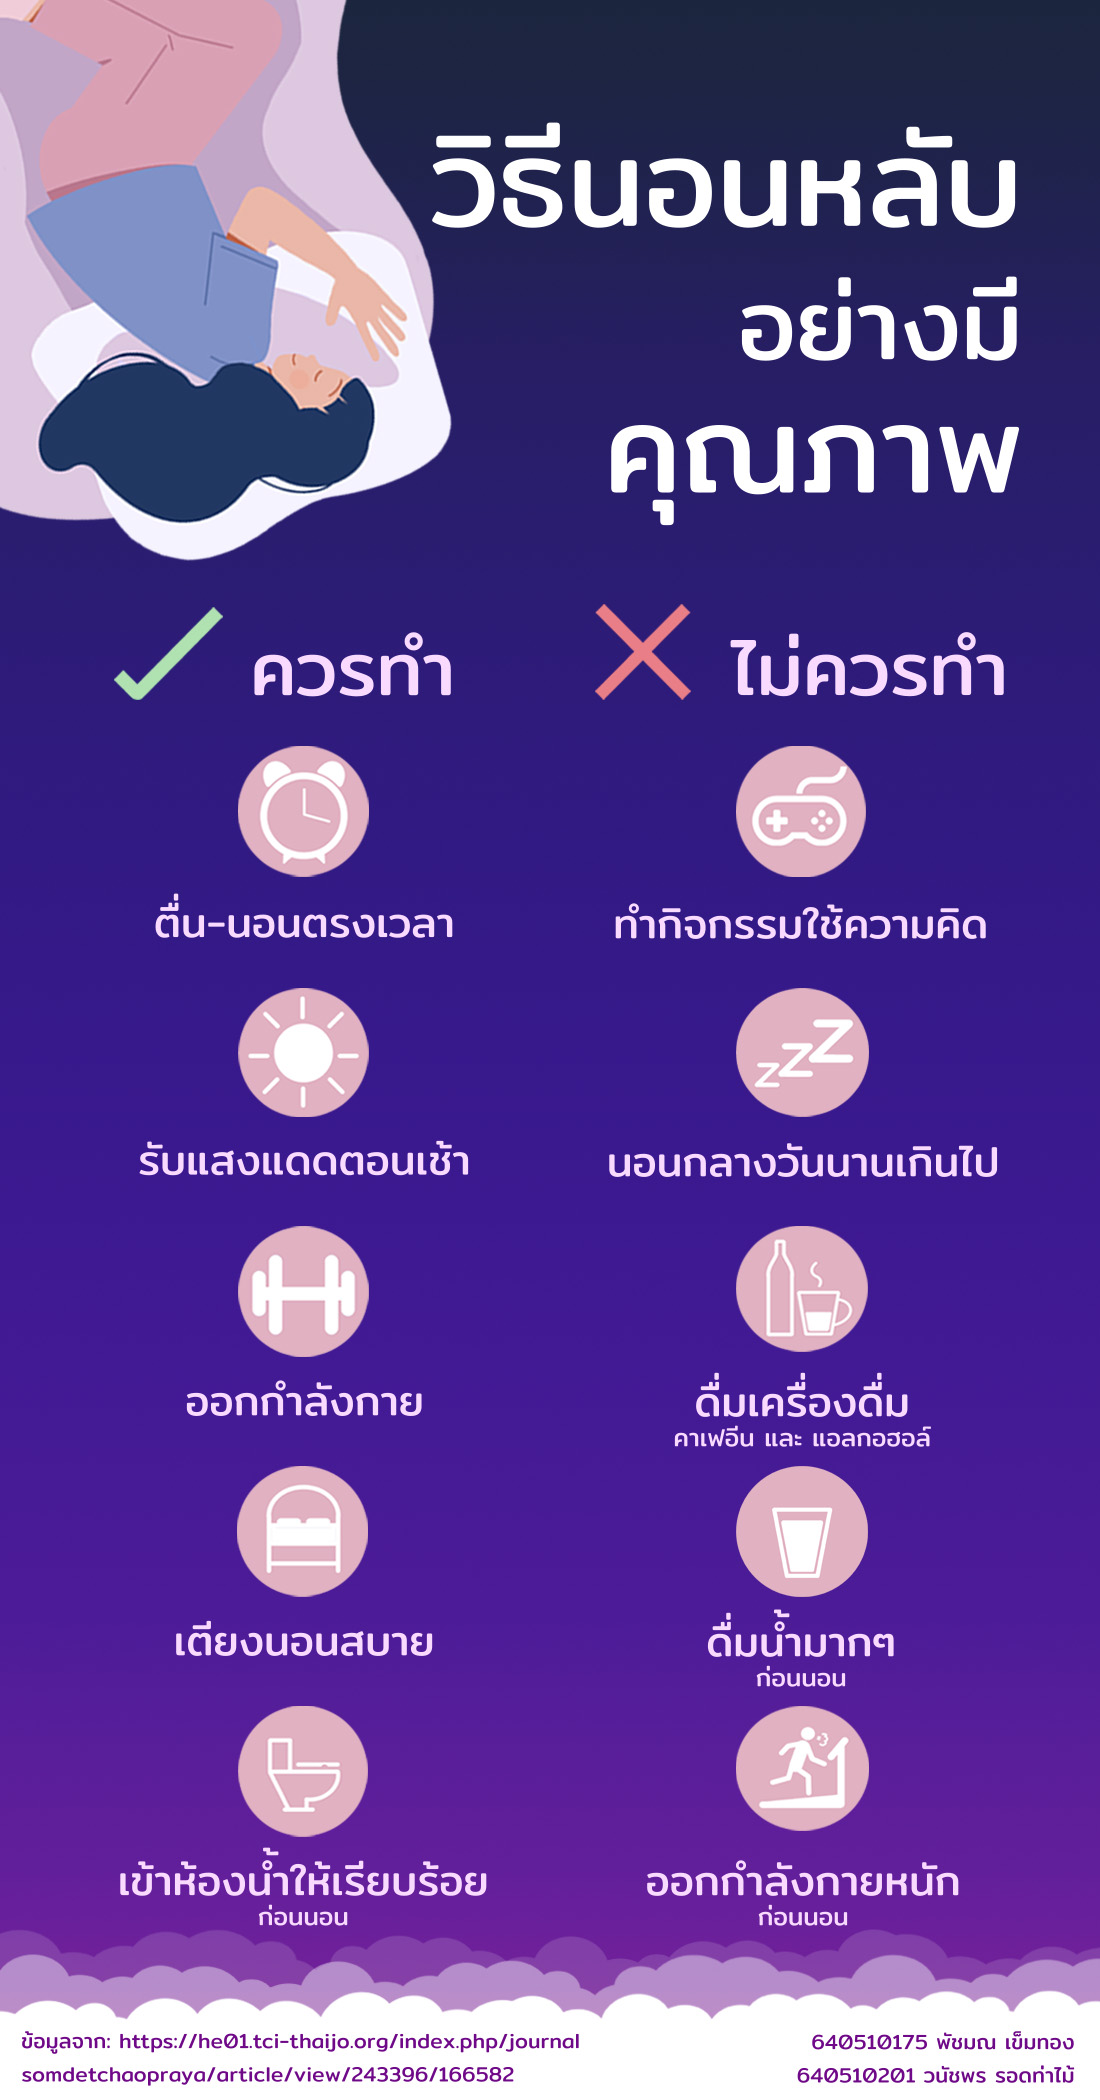 วิธีนอนหลับ
อย่างมี
คุณภาพ
ควรทำ
ไม่ควรทำ
ตื่น-นอนตรงเวลา
ทำกิจกรรมใช้ความคิด
รับแสงแดดตอนเช้า
นอนกลางวันนานเกินไป
ออกกำลังกาย
ดื่มเครื่องดื่ม
คาเฟอีน และ แอลกอฮอล์
เตียงนอนสบาย
ดื่มน้ำมากๆ
ก่อนนอน
เข้าห้องน้ำให้เรียบร้อย
ก่อนนอน
ออกกำลังกายหนัก
ก่อนนอน
ข้อมูลจาก: https://he01.tci-thaijo.org/index.php/journal
somdetchaopraya/article/view/243396/166582
640510175 พัชมณ เข็มทอง
640510201 วนัชพร รอดท่าไม้